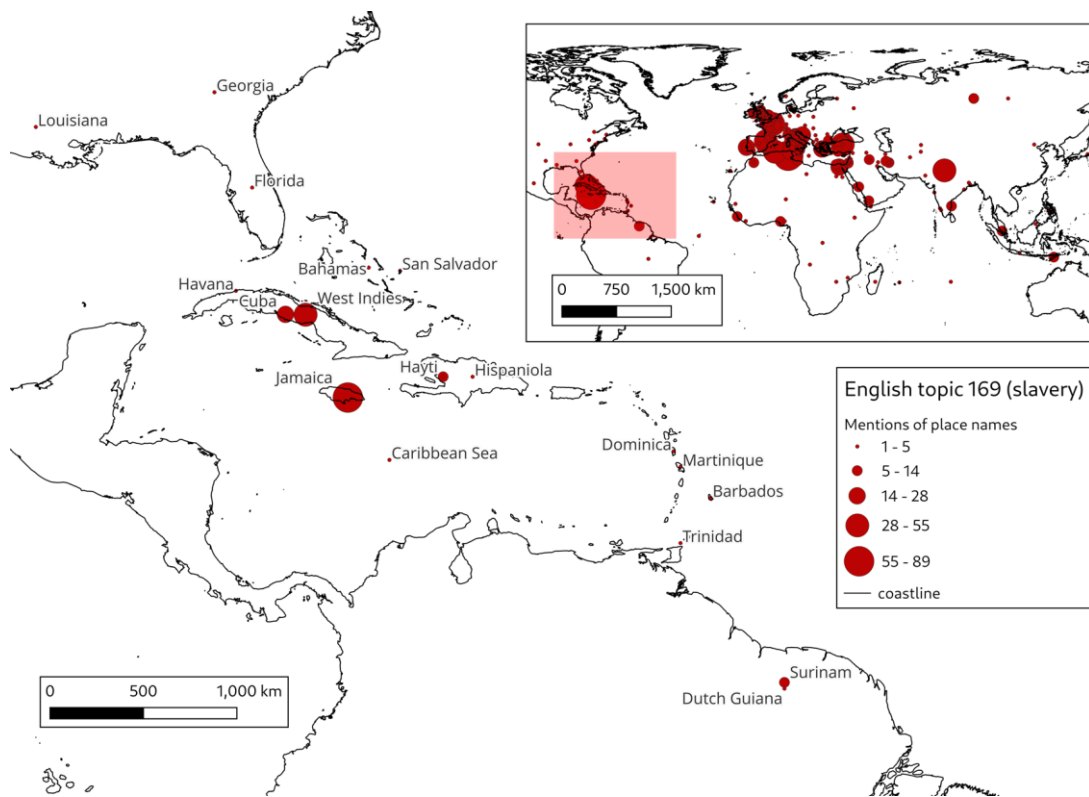 Georgia
Louisiana
Florida
Bahamas
San Salvador
Havana
Cuba
West Indies
Jamaica
Hayti
Hispaniola
Caribbean Sea
Dominica
Martinique
Barbados
Trinidad
Surinam
Dutch Guiana
0 500 1,000 km
0 750 1,500 km
English topic 169 (slavery)
Mentions of place names
1 - 5
5 - 14
14 - 28
28 - 55
55 - 89
coastline